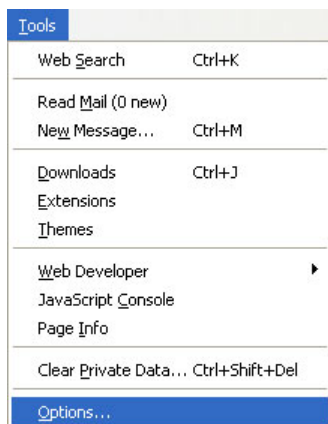 Tools
Web Search Ctrl+K
Read Mail (0 new)
New Message... Ctrl+M
Downloads Ctrl+J
Extensions
Themes
Web Developer
JavaScript Console
Page Info
Clear Private Data... Ctrl+Shift+Del
Options...